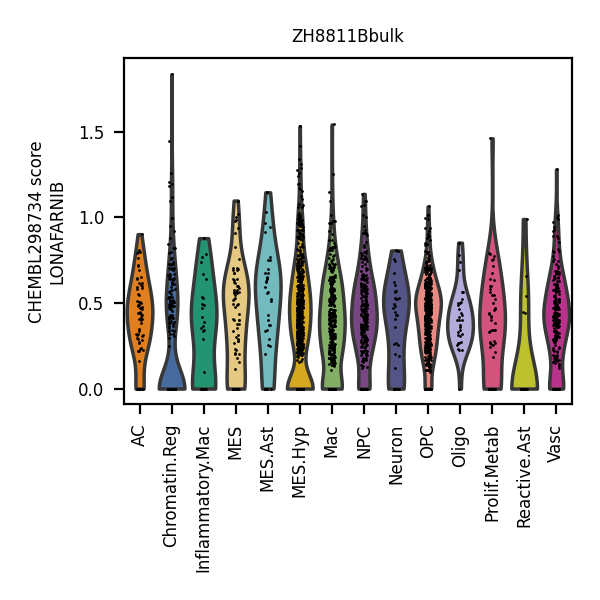 ZH8811Bbulk
CHEMBL298734 score
LONAFARNIB
1.5
1.0
0.5
0.0
AC
Chromatin.Reg
Inflammatory.Mac
MES
MES.Ast
MES.Hyp
Mac
NPC
Neuron
OPC
Oligo
Prolif.Metab
Reactive.Ast
Vasc